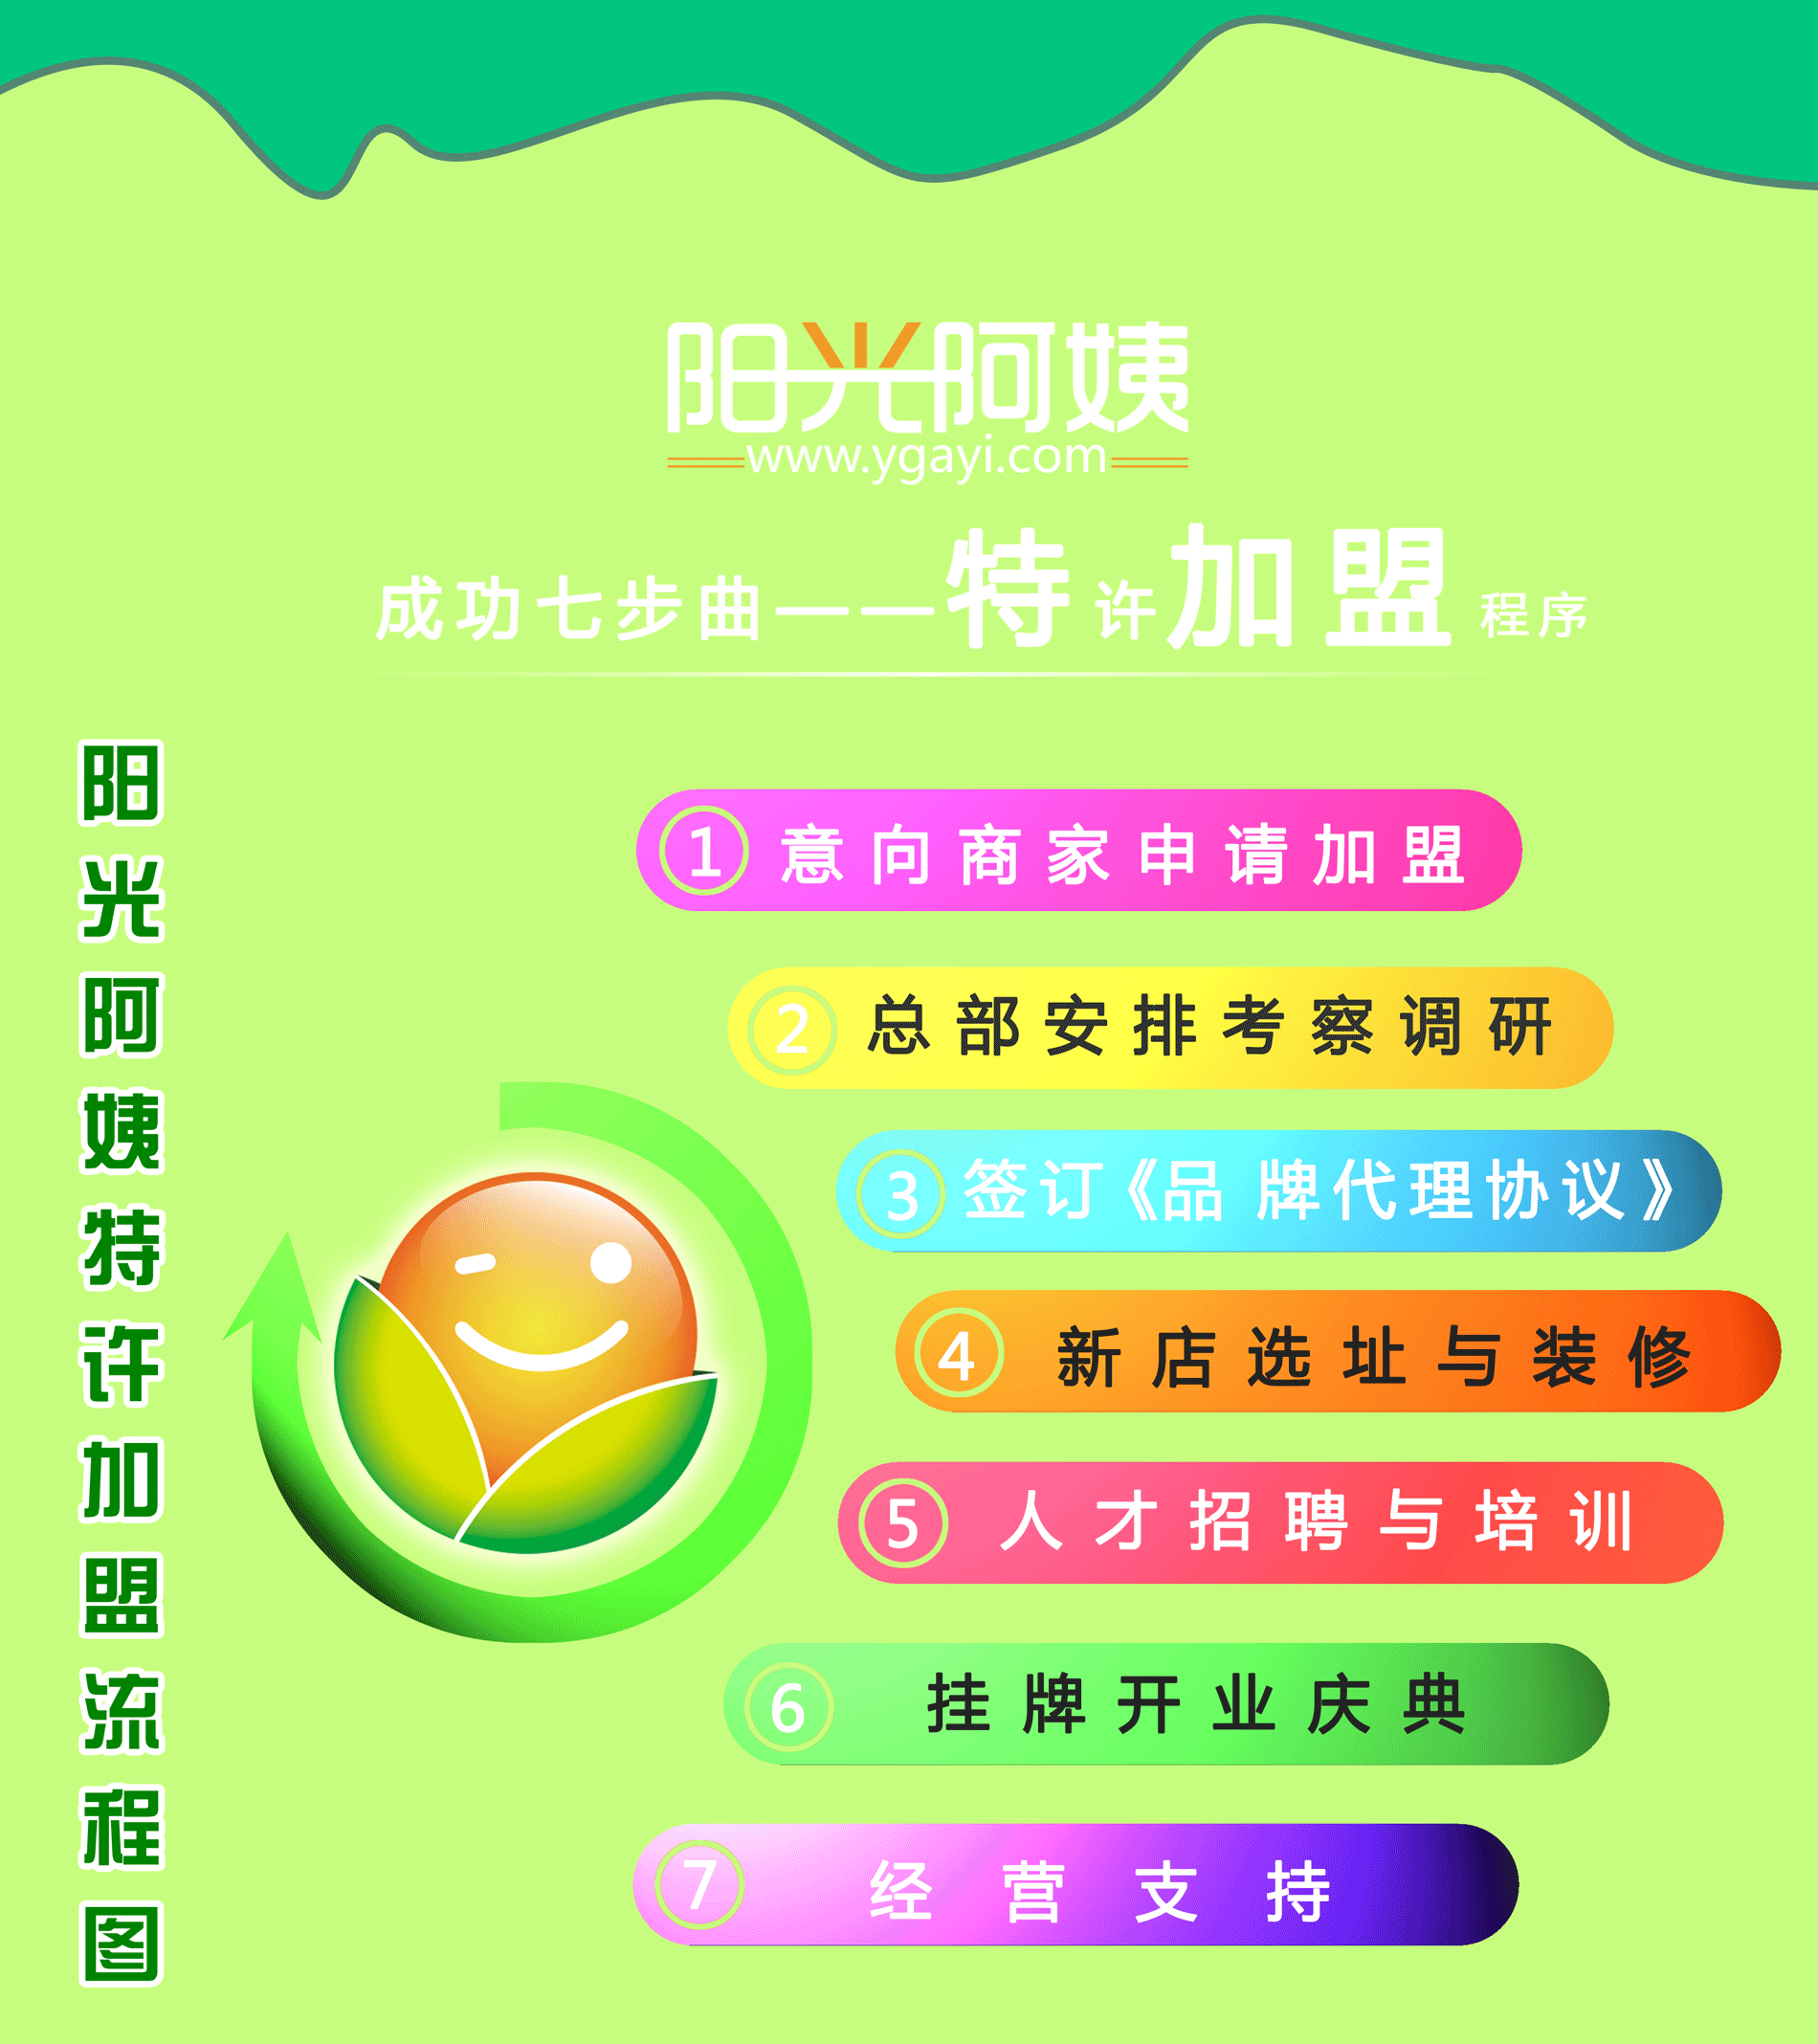 阳光阿姨
www.ygayi.com
成功七步曲——特许加盟程序
阳光阿姨特许加盟流程图
1 意向商家申请加盟
2 总部安排考察调研
3 签订《品 牌代理协议》
4 新店选址与装修
5 人才招聘与培训
6 挂牌开业庆典
7 经营支持